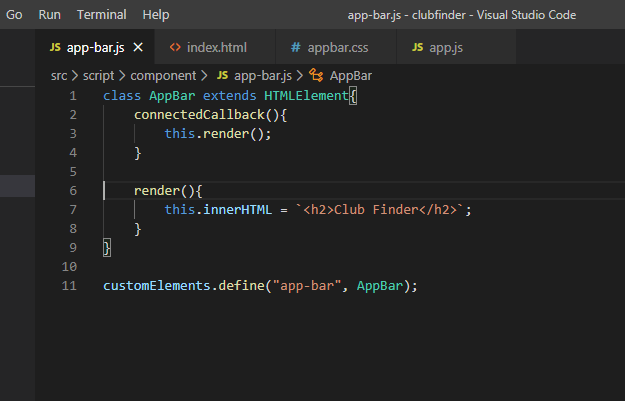 Go Run Terminal Help app-bar.js - clubfinder - Visual Studio Code
JS app-bar.js × <> index.html # appbar.css JS app.js
src > script > component > JS app-bar.js > AppBar
1 class AppBar extends HTMLElement{
2 connectedCallback(){
3 this.render();
4 }
5
6 render(){
7 this.innerHTML = `<h2>Club Finder</h2>`;
8 }
9 }
10
11 customElements.define("app-bar", AppBar);